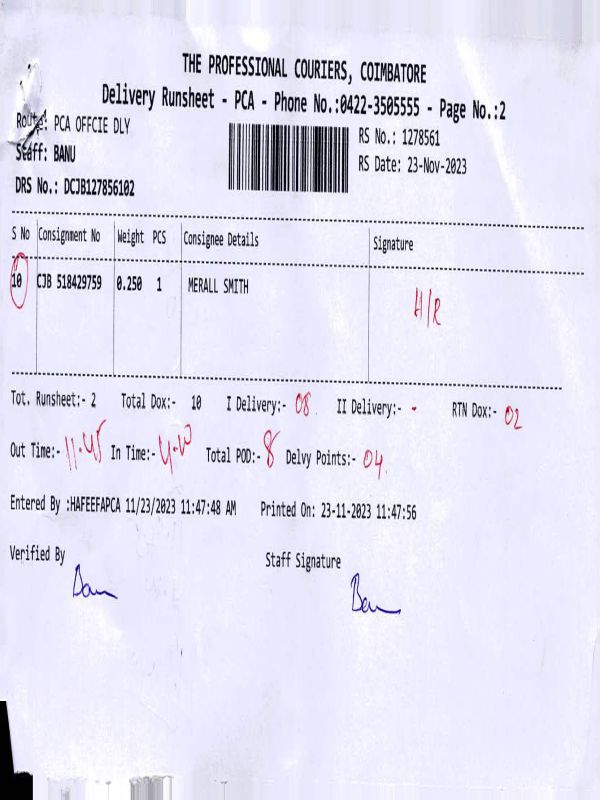 THE PROFESSIONAL COURIERS, COIMBATORE
Delivery Runsheet - PCA - Phone No.:0422-3505555 - Page No.:2
Route: PCA OFFCIE DLY
RS No.: 1278561
Staff: BANU
RS Date: 23-Nov-2023
DRS No.: DCJB127856102
S No Consignment No Weight PCS Consignee Details Signature
10 CJB 518429759 0.250 1 MERALL SMITH H/R
Tot. Runsheet:- 2 Total Dox:- 10 I Delivery:- 08 II Delivery:- - RTN Dox:- 02
Out Time:- 11.45 In Time:- 4.10 Total POD:- 8 Delvy Points:- 04
Entered By :HAFEEFAPCA 11/23/2023 11:47:48 AM Printed On: 23-11-2023 11:47:56
Verified By Staff Signature